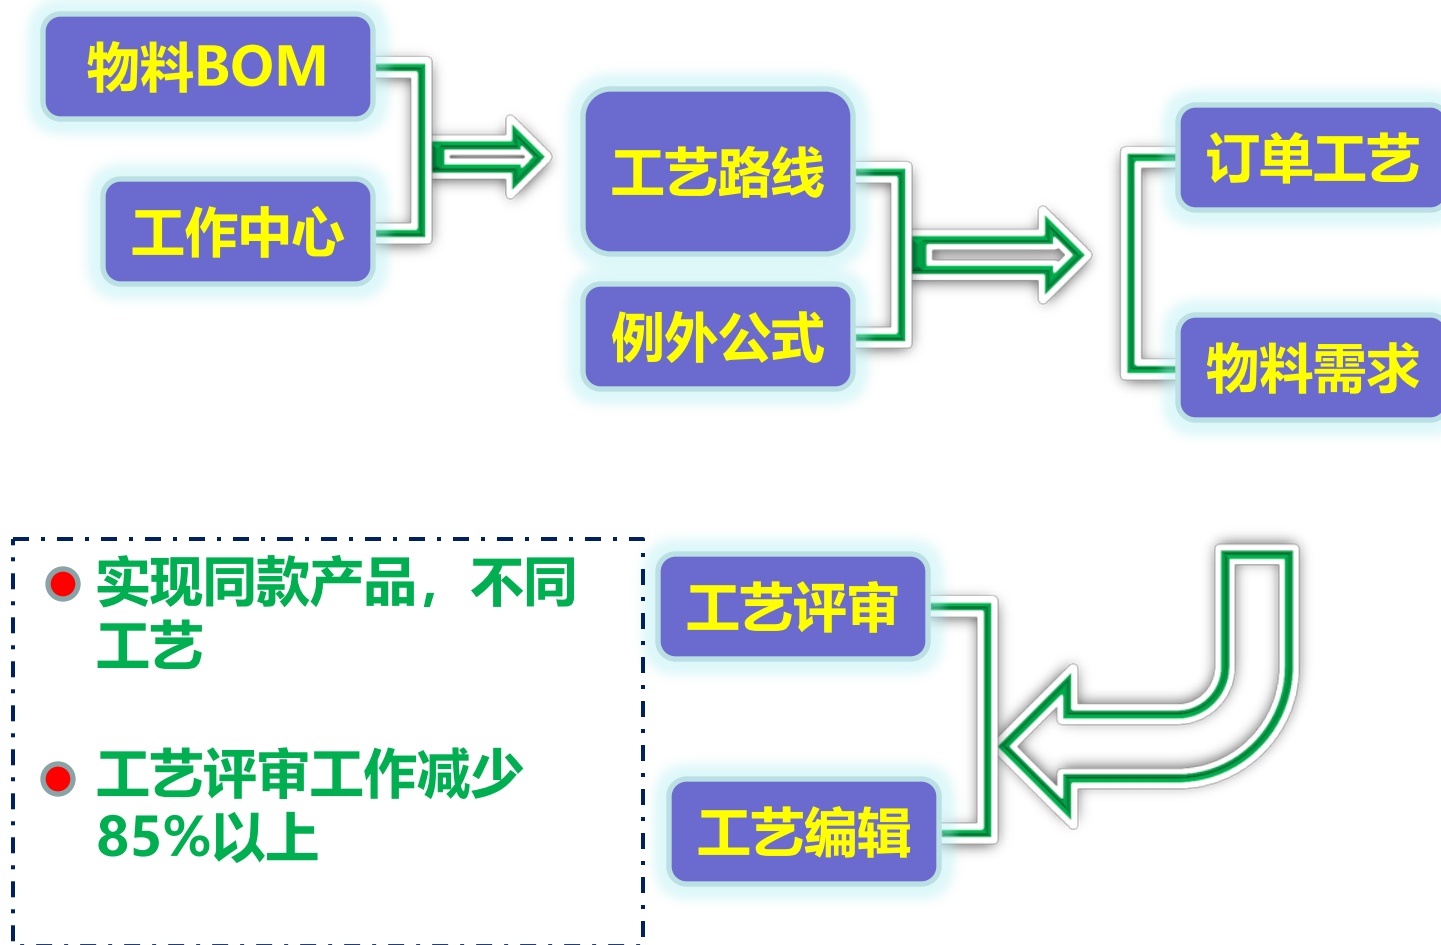 物料BOM
工作中心
工艺路线
例外公式
订单工艺
物料需求
实现同款产品，不同
工艺
工艺评审工作减少
85%以上
工艺评审
工艺编辑